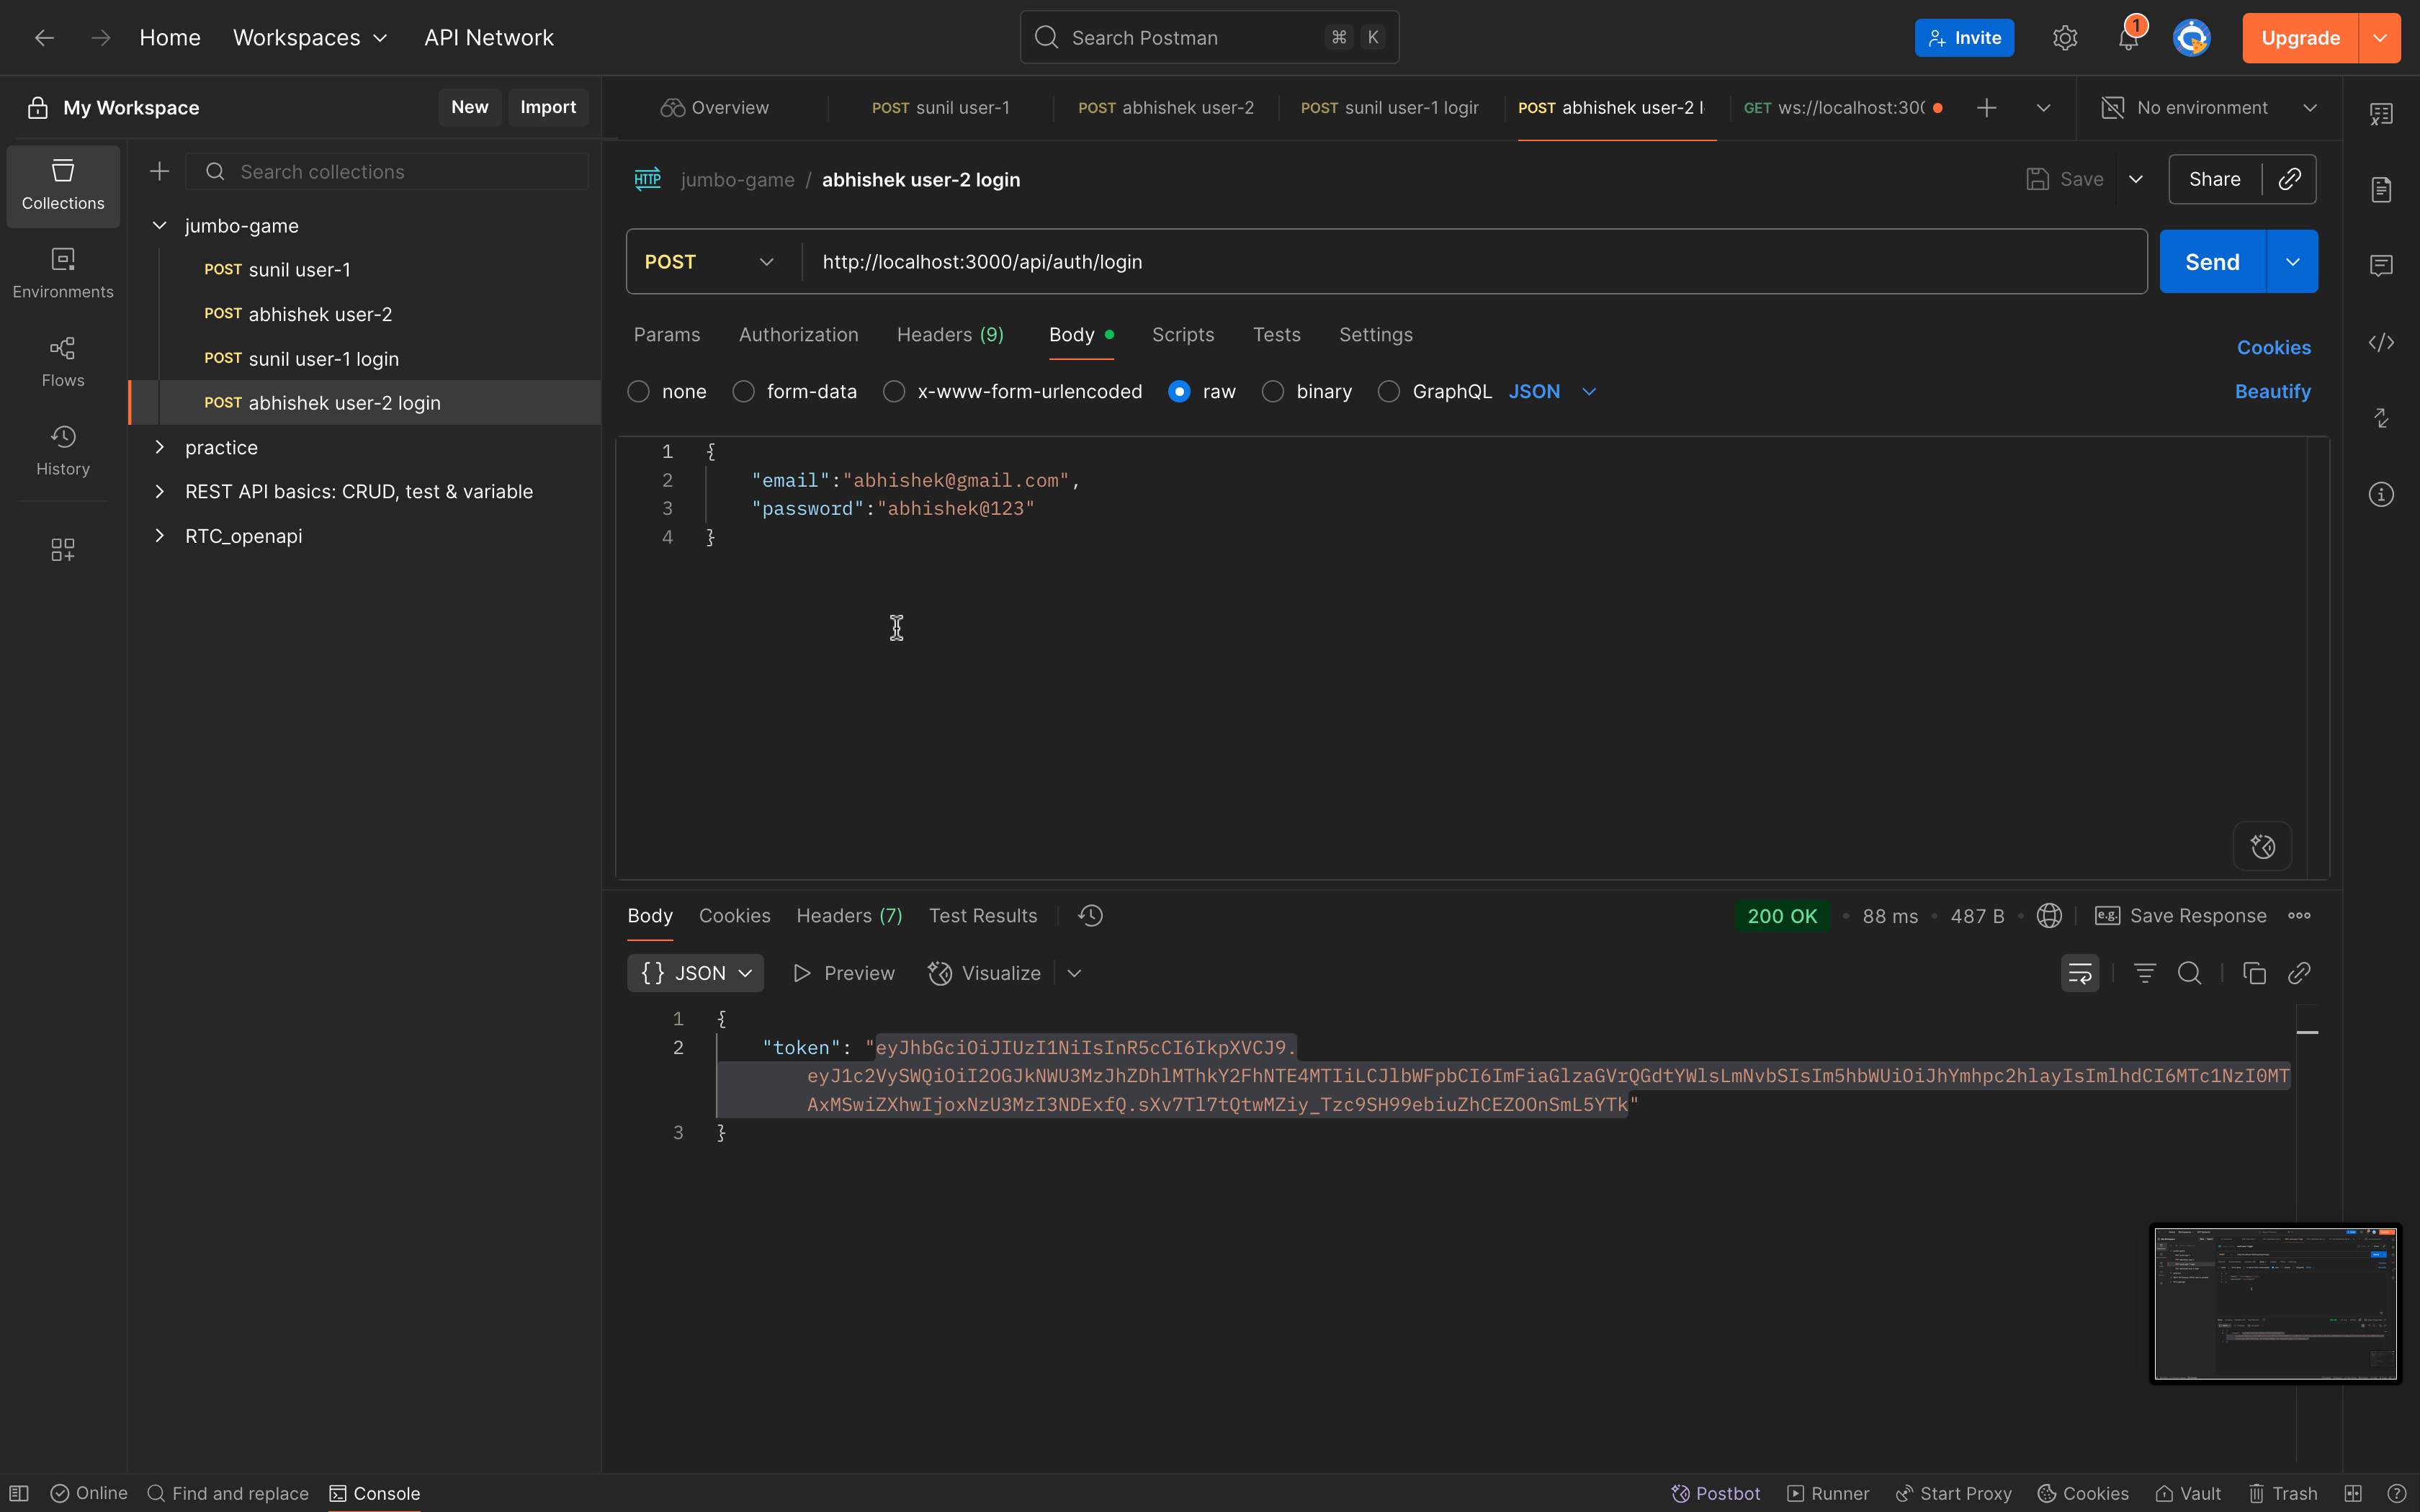 Home Workspaces API Network Search Postman ⌘ K Invite 1 Upgrade
My Workspace New Import
Overview POST sunil user-1 POST abhishek user-2 POST sunil user-1 login POST abhishek user-2 l GET ws://localhost:300 No environment
Collections
Environments
Flows
History
Search collections
jumbo-game
POST sunil user-1
POST abhishek user-2
POST sunil user-1 login
POST abhishek user-2 login
practice
REST API basics: CRUD, test & variable
RTC_openapi
HTTP jumbo-game / abhishek user-2 login Save Share
POST http://localhost:3000/api/auth/login Send
Params Authorization Headers (9) Body Scripts Tests Settings Cookies
none form-data x-www-form-urlencoded raw binary GraphQL JSON Beautify
1 {
2 "email":"abhishek@gmail.com",
3 "password":"abhishek@123"
4 }
Body Cookies Headers (7) Test Results 200 OK • 88 ms • 487 B • e.g. Save Response
{} JSON Preview Visualize
1 {
2 "token": "eyJhbGciOiJIUzI1NiIsInR5cCI6IkpXVCJ9.
eyJ1c2VySWQiOiI2OGJkNWU3MzJhZDhlMThkY2FhNTE4MTIiLCJlbWFpbCI6ImFiaGlzaGVrQGdtYWlsLmNvbSIsIm5hbWUiOiJhYmhpc2hlayIsImlhdCI6MTc1NzI0MT
AxMSwiZXhwIjoxNzU3MzI3NDExfQ.sXv7Tl7tQtwMZiy_Tzc9SH99ebiuZhCEZOOnSmL5YTk"
3 }
Online Find and replace Console Postbot Runner Start Proxy Cookies Vault Trash